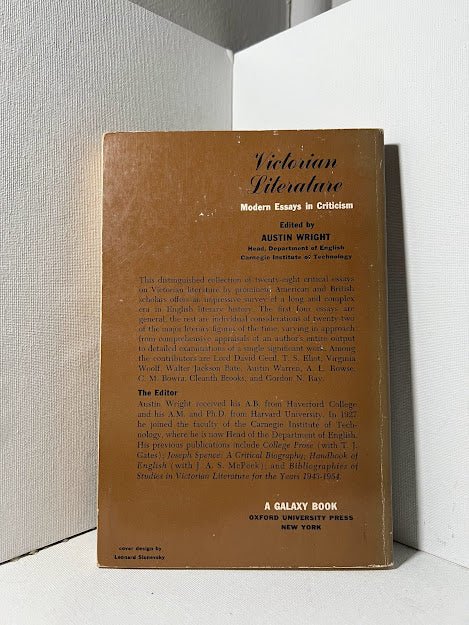 Victorian
Literature
Modern Essays in Criticism
Edited by
AUSTIN WRIGHT
Head, Department of English
Carnegie Institute of Technology
This distinguished collection of twenty-eight critical essays
on Victorian literature by prominent American and British
scholars offers an impressive survey of a long and complex
era in English literary history. The first four essays are
general, the rest are individual considerations of twenty-two
of the major literary figures of the time, varying in approach
from comprehensive appraisals of an author's entire output
to detailed examinations of a single significant work. Among
the contributors are Lord David Cecil, T. S. Eliot, Virginia
Woolf, Walter Jackson Bate, Austin Warren, A. L. Rowse,
C. M. Bowra, Cleanth Brooks, and Gordon N. Ray.
The Editor
Austin Wright received his A.B. from Haverford College
and his A.M. and Ph.D. from Harvard University. In 1927
he joined the faculty of the Carnegie Institute of Tech-
nology, where he is now Head of the Department of English.
His previous publications include College Prose (with T. J.
Gates); Joseph Spence: A Critical Biography; Handbook of
English (with J. A. S. McPeek); and Bibliographies of
Studies in Victorian Literature for the Years 1945-1954.
A GALAXY BOOK
OXFORD UNIVERSITY PRESS
NEW YORK
cover design by
Leonard